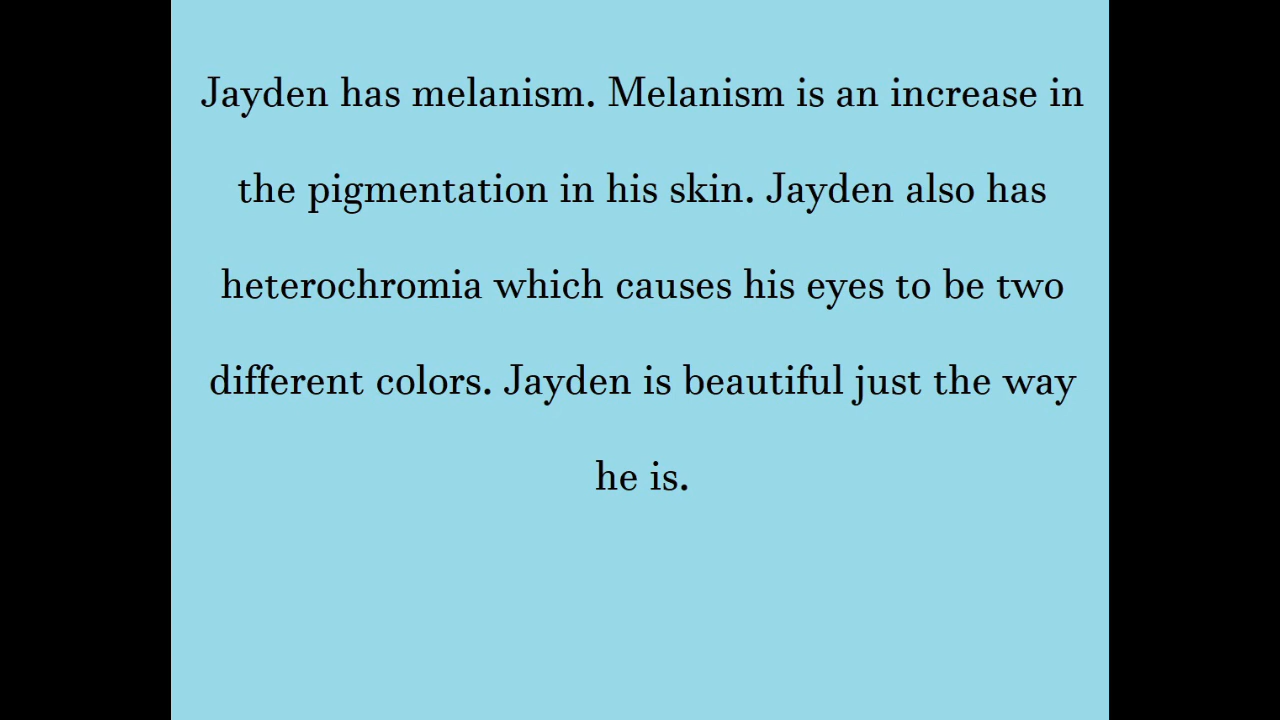 Jayden has melanism. Melanism is an increase in
the pigmentation in his skin. Jayden also has
heterochromia which causes his eyes to be two
different colors. Jayden is beautiful just the way
he is.